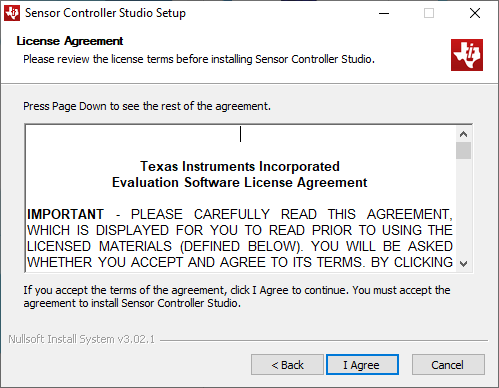 Sensor Controller Studio Setup
License Agreement
Please review the license terms before installing Sensor Controller Studio.
Press Page Down to see the rest of the agreement.
Texas Instruments Incorporated
Evaluation Software License Agreement
IMPORTANT - PLEASE CAREFULLY READ THIS AGREEMENT,
WHICH IS DISPLAYED FOR YOU TO READ PRIOR TO USING THE
LICENSED MATERIALS (DEFINED BELOW). YOU WILL BE ASKED
WHETHER YOU ACCEPT AND AGREE TO ITS TERMS. BY CLICKING
If you accept the terms of the agreement, click I Agree to continue. You must accept the
agreement to install Sensor Controller Studio.
Nullsoft Install System v3.02.1
< Back
I Agree
Cancel